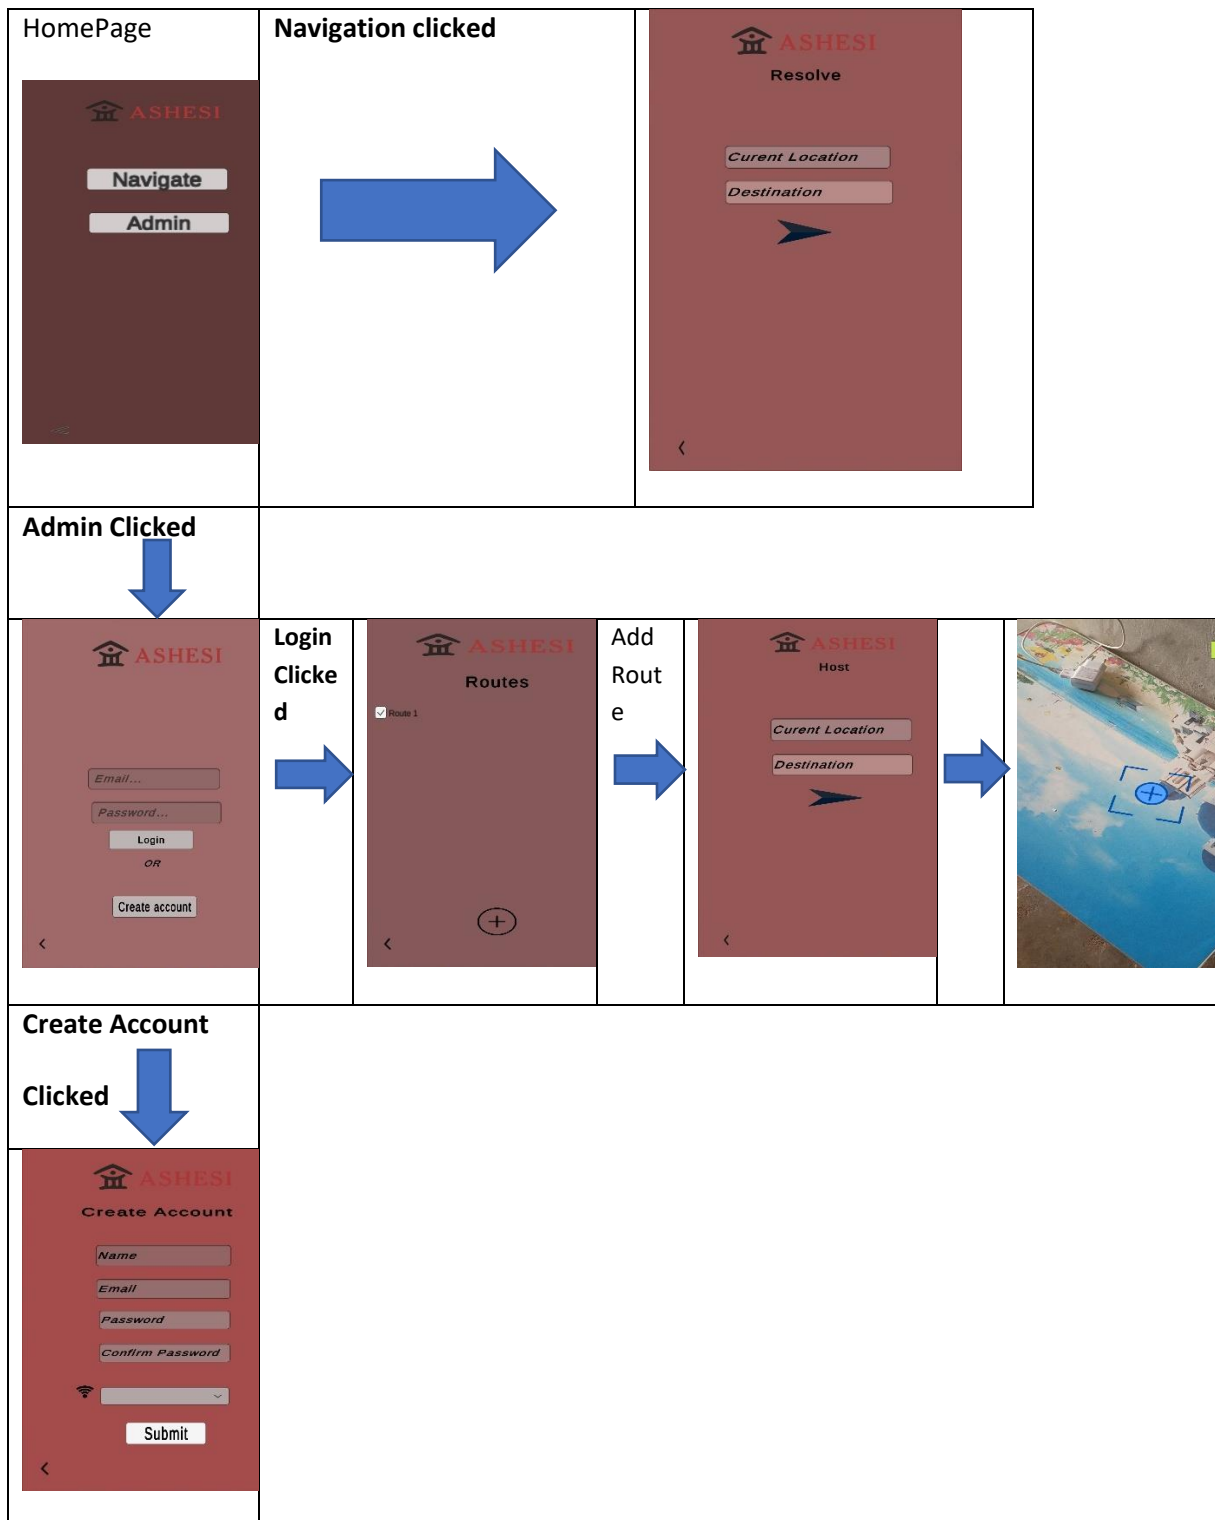 HomePage
Navigation clicked
ASHESI
Navigate
Admin
ASHESI
Resolve
Curent Location
Destination
Admin Clicked
ASHESI
Email...
Password...
Login
OR
Create account
Login
Clicke
d
ASHESI
Routes
Route 1
Add
Rout
e
ASHESI
Host
Curent Location
Destination
Create Account
Clicked
ASHESI
Create Account
Name
Email
Password
Confirm Password
Submit